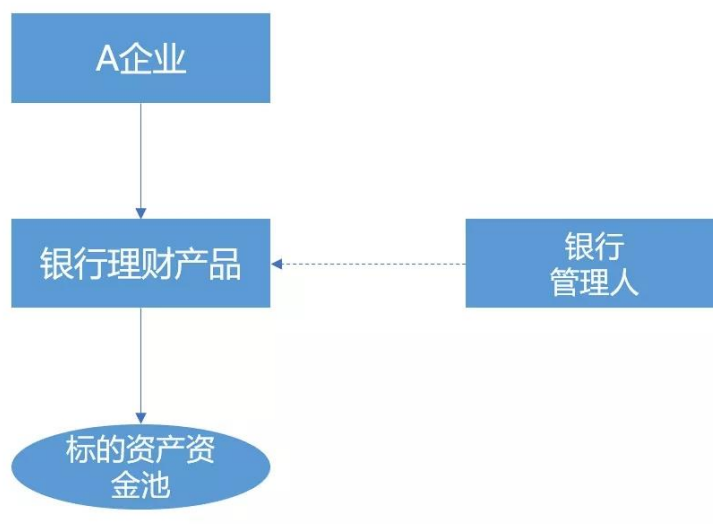 A企业
银行理财产品
银行
管理人
标的资产资
金池